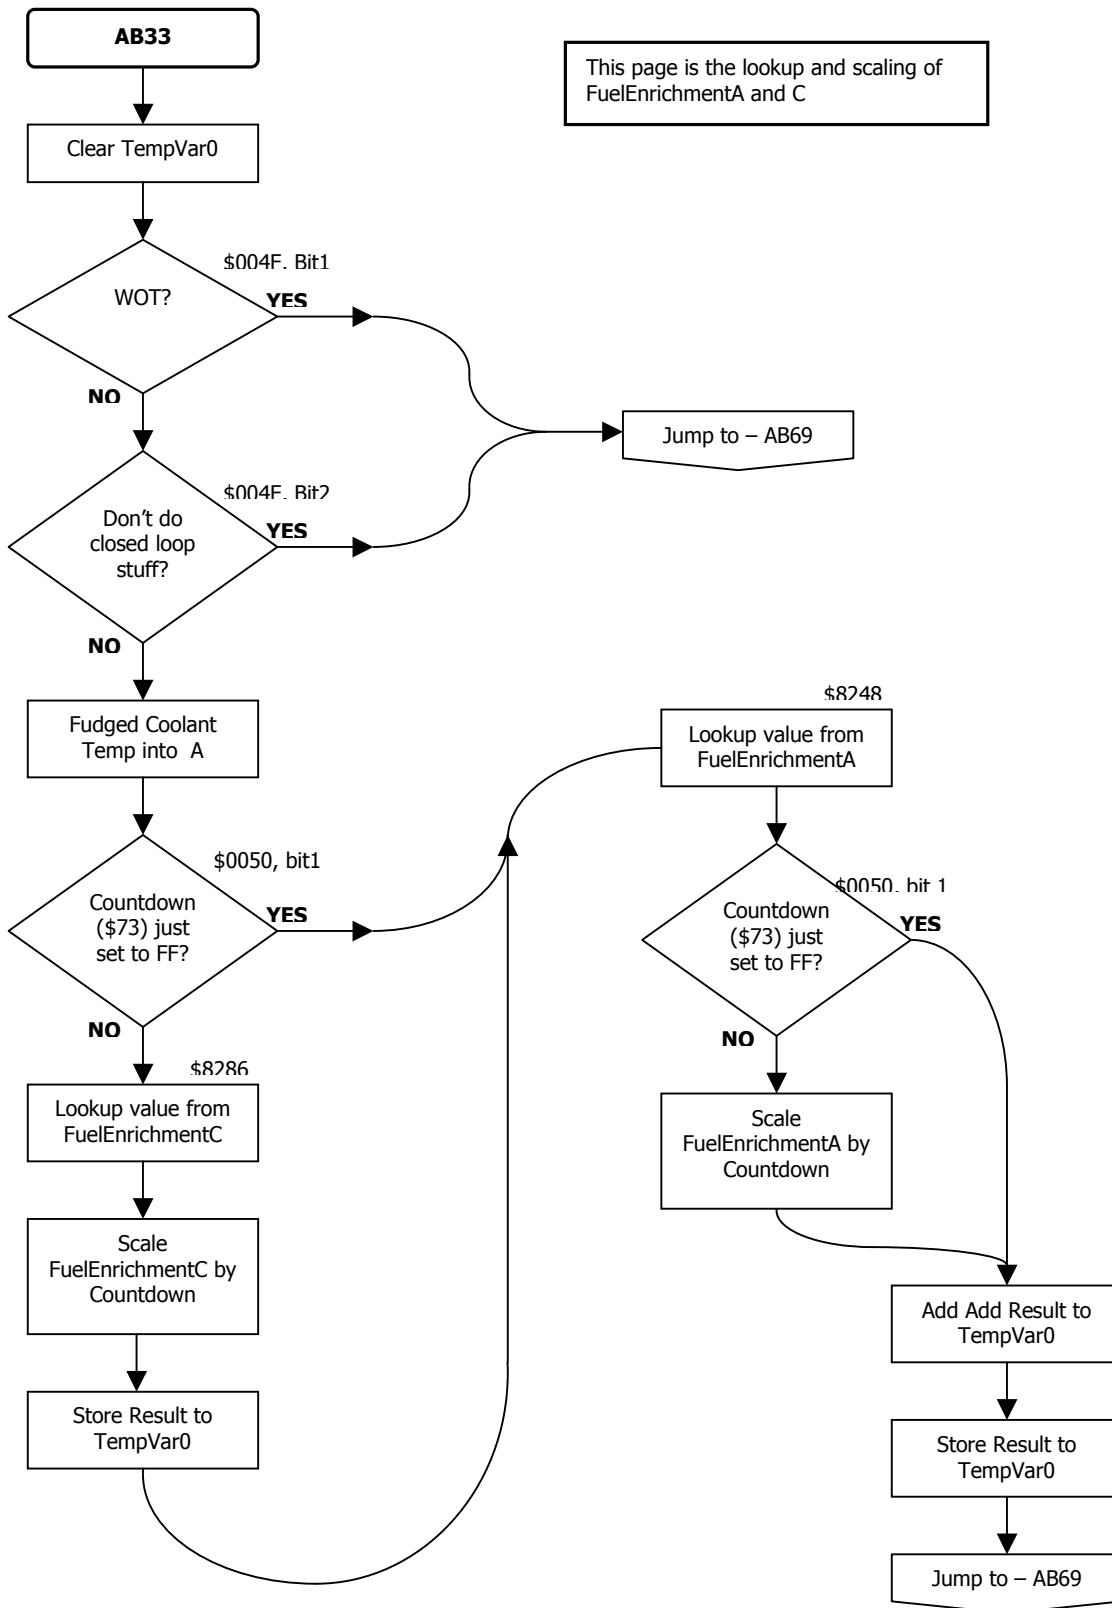 AB33
This page is the lookup and scaling of
FuelEnrichmentA and C
Clear TempVar0
$004F, Bit1
WOT?
YES
NO
Jump to – AB69
$004F, Bit2
Don't do
closed loop
stuff?
YES
NO
Fudged Coolant
Temp into A
$0050, bit1
Countdown
($73) just
set to FF?
YES
NO
$8286
Lookup value from
FuelEnrichmentC
Scale
FuelEnrichmentC by
Countdown
Store Result to
TempVar0
$8248
Lookup value from
FuelEnrichmentA
$0050, bit 1
Countdown
($73) just
set to FF?
YES
NO
Scale
FuelEnrichmentA by
Countdown
Add Add Result to
TempVar0
Store Result to
TempVar0
Jump to – AB69